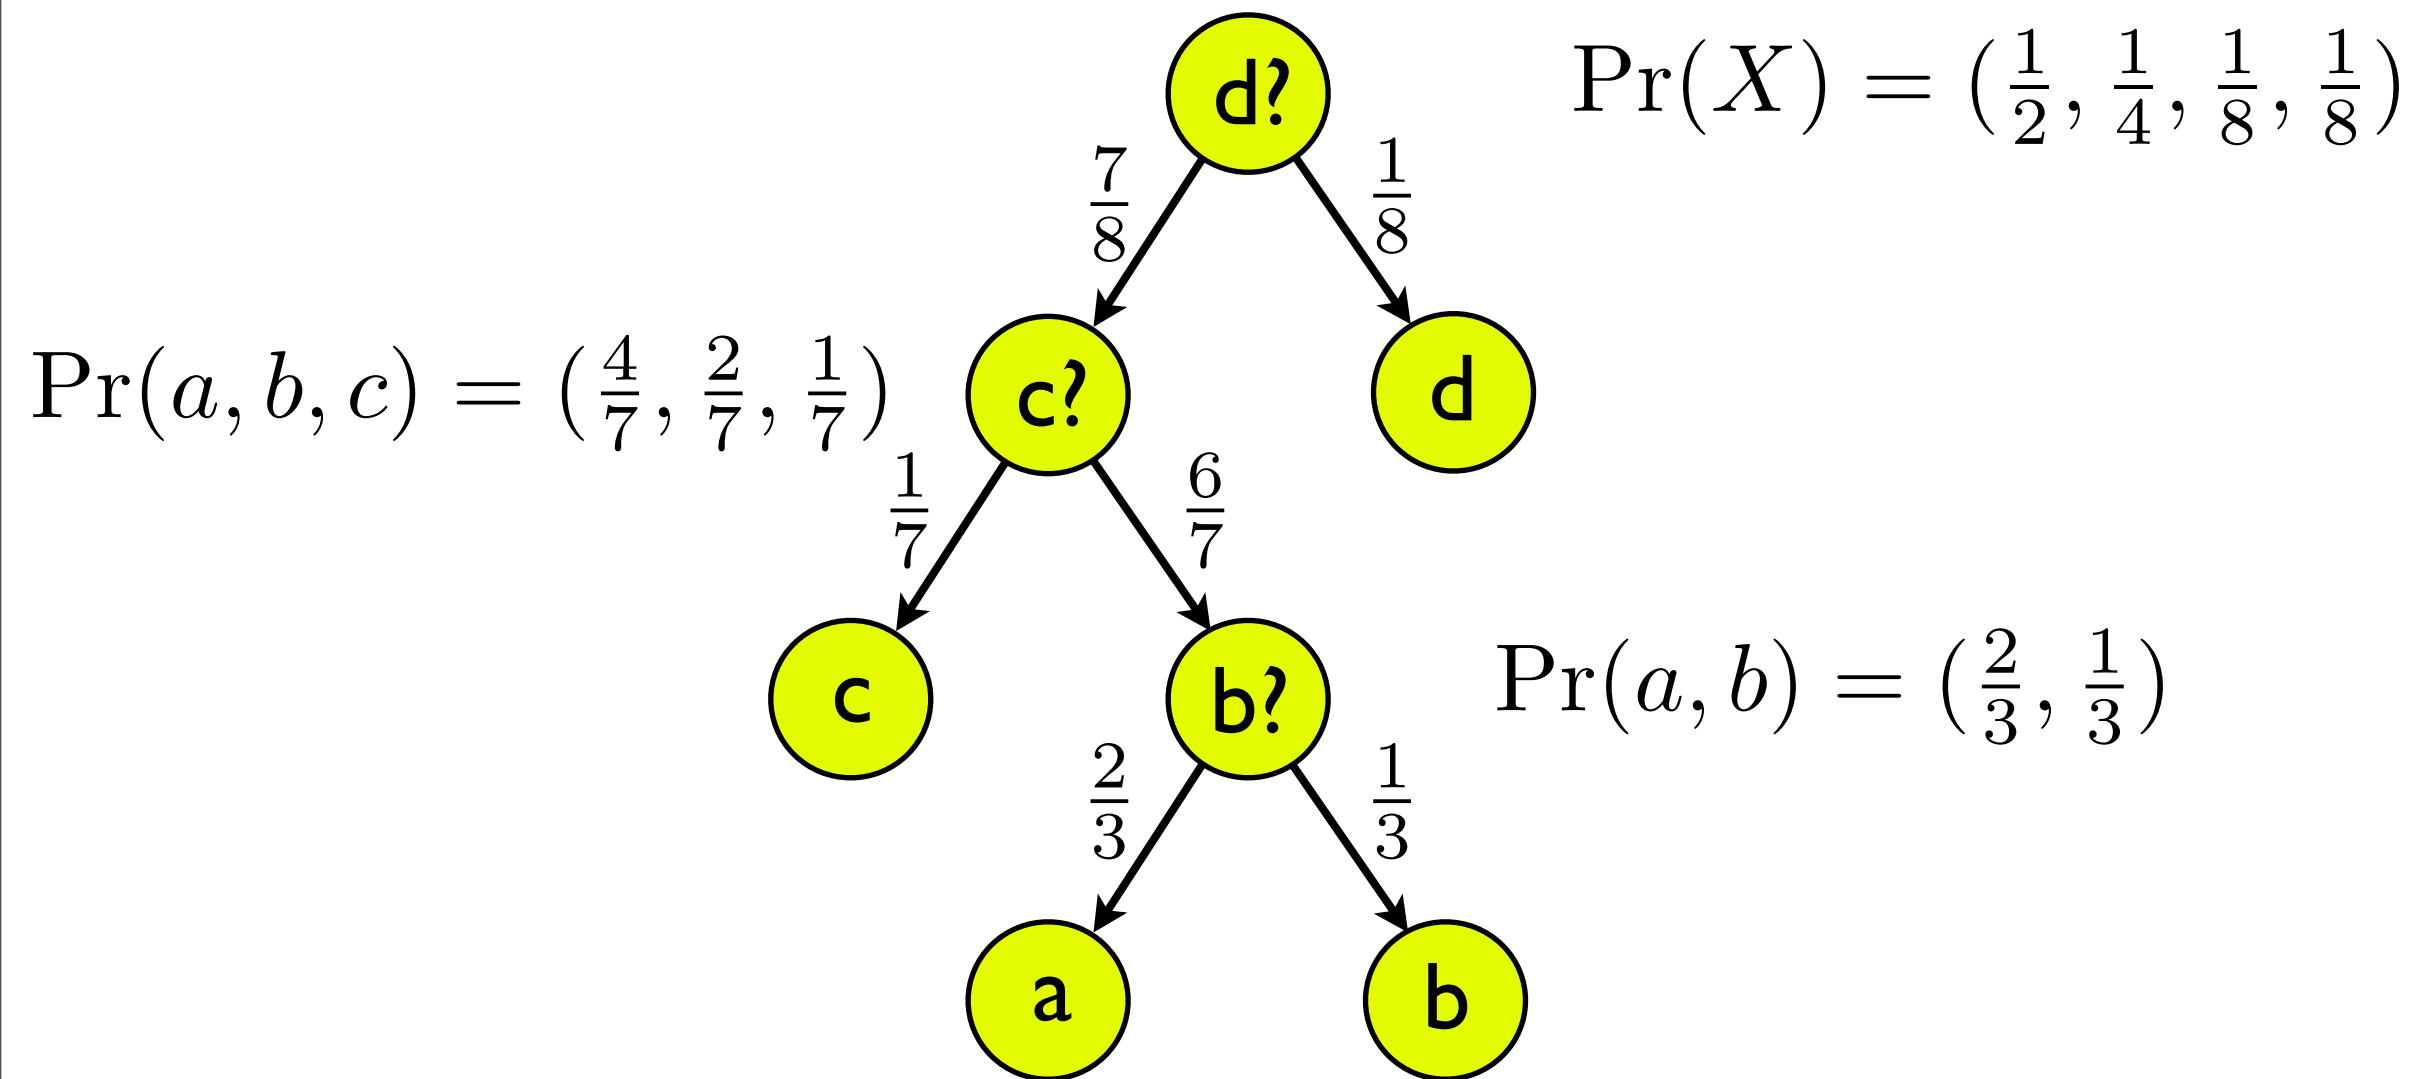 d?
Pr(X) = (1/2, 1/4, 1/8, 1/8)
7/8
1/8
Pr(a, b, c) = (4/7, 2/7, 1/7)
c?
d
1/7
6/7
c
b?
Pr(a, b) = (2/3, 1/3)
2/3
1/3
a
b